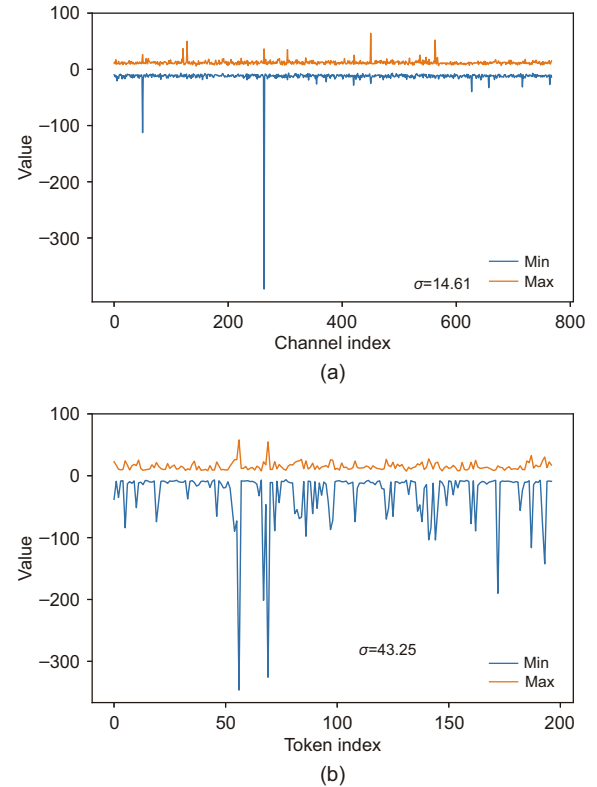 100
0
−100
−200
−300
Value
Min
Max
σ=14.61
0
200
400
600
800
Channel index
(a)
100
0
−100
−200
−300
Value
Min
Max
σ=43.25
0
50
100
150
200
Token index
(b)